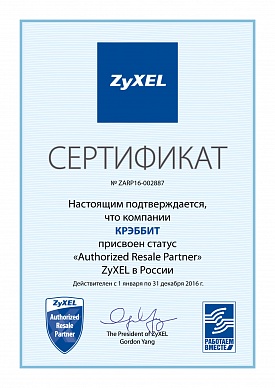 ZyXEL
СЕРТИФИКАТ
№ ZARP16-002887
Настоящим подтверждается,
что компании
КРЭББИТ
присвоен статус
«Authorized Resale Partner»
ZyXEL в России
Действителен с 1 января по 31 декабря 2016 г.
ZyXEL
Authorized
Resale
Partner
The President of ZyXEL
Gordon Yang
РАБОТАЕМ
ВМЕСТЕ!